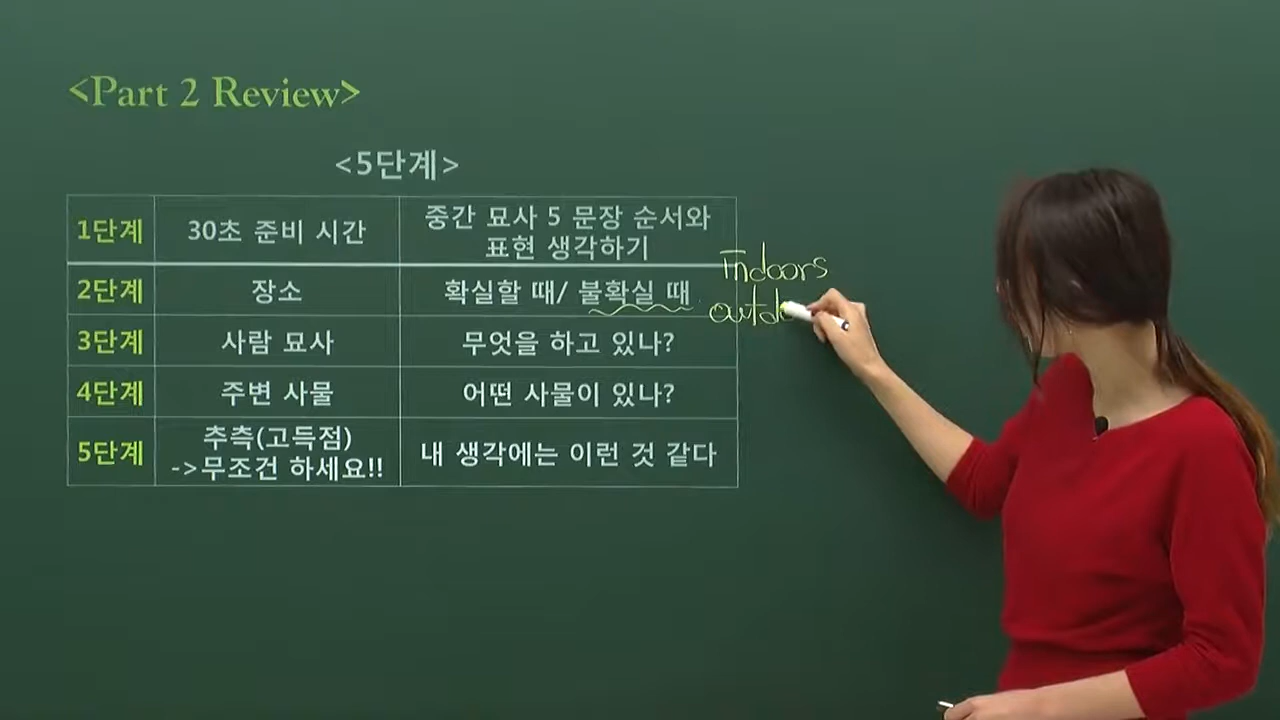 <Part 2 Review>
<5단계>
1단계
30초 준비 시간
중간 묘사 5 문장 순서와
표현 생각하기
2단계
장소
확실할 때/ 불확실 때
Indoors
outdo
3단계
사람 묘사
무엇을 하고 있나?
4단계
주변 사물
어떤 사물이 있나?
5단계
추측(고득점)
->무조건 하세요!!
내 생각에는 이런 것 같다